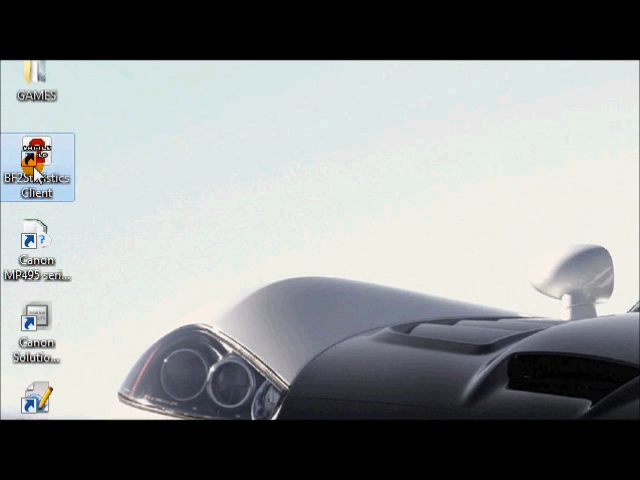 GAMES
BF2Statistics
Client
Canon
MP495 seri...
Canon
Solutio...